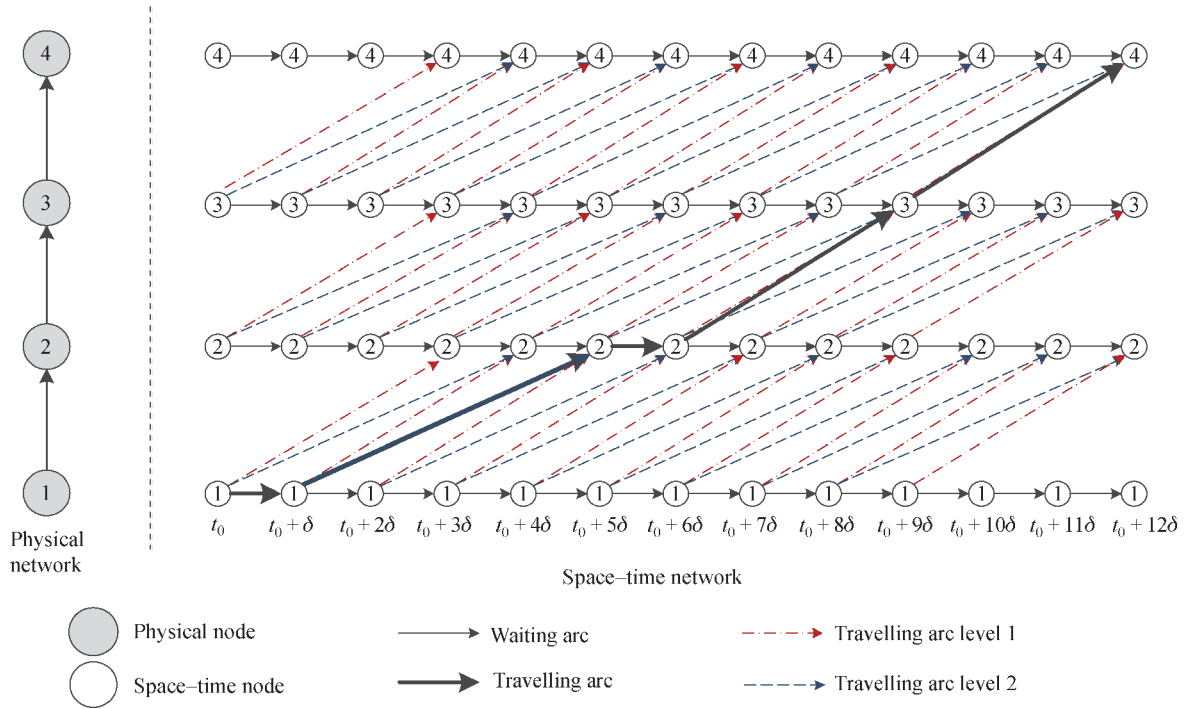 4
4 4 4 4 4 4 4 4 4 4 4 4 4
3
3 3 3 3 3 3 3 3 3 3 3 3 3
2
2 2 2 2 2 2 2 2 2 2 2 2 2
1
1 1 1 1 1 1 1 1 1 1 1 1 1
t0 t0 + δ t0 + 2δ t0 + 3δ t0 + 4δ t0 + 5δ t0 + 6δ t0 + 7δ t0 + 8δ t0 + 9δ t0 + 10δ t0 + 11δ t0 + 12δ
Physical
network
Space–time network
Physical node
Waiting arc
Travelling arc level 1
Space–time node
Travelling arc
Travelling arc level 2